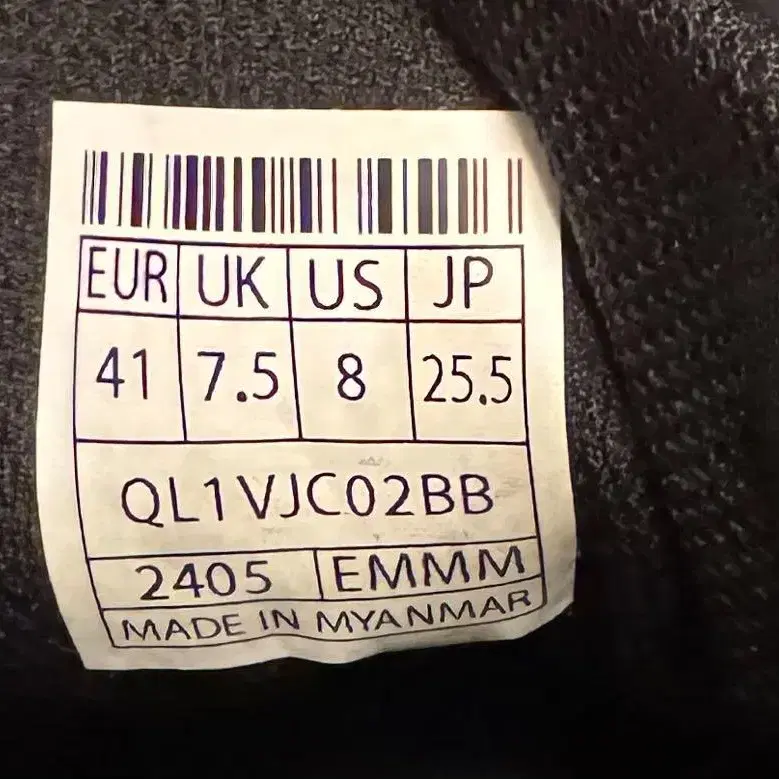 EUR UK US JP
41 7.5 8 25.5
QL1VJC02BB
2405 EMMM
MADE IN MYANMAR